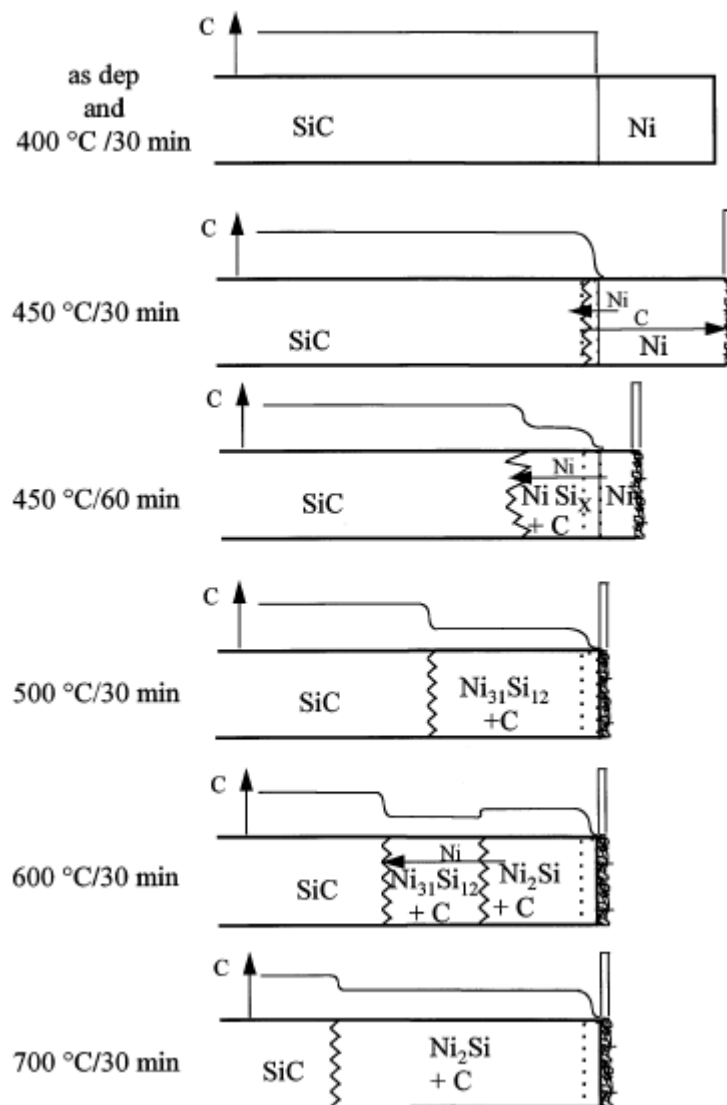 C
as dep
and
400 °C /30 min
SiC
Ni
C
450 °C/30 min
Ni
C
SiC
Ni
C
450 °C/60 min
SiC
Ni
Ni Siₓ
+ C
Ni
C
500 °C/30 min
SiC
Ni₃₁Si₁₂
+C
C
600 °C/30 min
SiC
Ni
Ni₃₁Si₁₂
+ C
Ni₂Si
+ C
C
700 °C/30 min
SiC
Ni₂Si
+ C